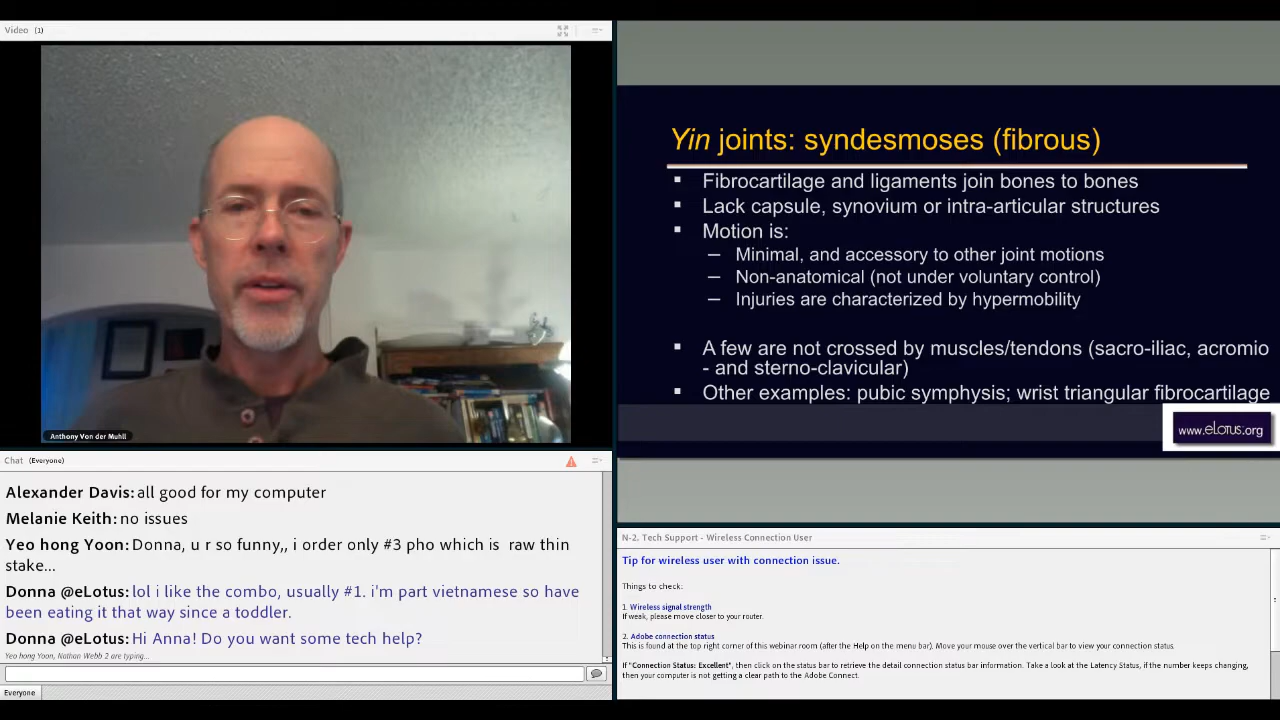 Video (1)
Anthony Von der Muhll
Yin joints: syndesmoses (fibrous)
▪ Fibrocartilage and ligaments join bones to bones
▪ Lack capsule, synovium or intra-articular structures
▪ Motion is:
– Minimal, and accessory to other joint motions
– Non-anatomical (not under voluntary control)
– Injuries are characterized by hypermobility
▪ A few are not crossed by muscles/tendons (sacro-iliac, acromio
- and sterno-clavicular)
▪ Other examples: pubic symphysis; wrist triangular fibrocartilage
www.eLotus.org
Chat (Everyone)
Alexander Davis: all good for my computer
Melanie Keith: no issues
Yeo hong Yoon: Donna, u r so funny,, i order only #3 pho which is raw thin
stake...
Donna @eLotus: lol i like the combo, usually #1. i'm part vietnamese so have
been eating it that way since a toddler.
Donna @eLotus: Hi Anna! Do you want some tech help?
Yeo hong Yoon, Nathan Webb 2 are typing...
Everyone
N-2. Tech Support - Wireless Connection User
Tip for wireless user with connection issue.
Things to check:
1. Wireless signal strength
If weak, please move closer to your router.
2. Adobe connection status
This is found at the top right corner of this webinar room (after the Help on the menu bar). Move your mouse over the vertical bar to view your connection status.
If "Connection Status: Excellent", then click on the status bar to retrieve the detail connection status bar information. Take a look at the Latency Status, if the number keeps changing,
then your computer is not getting a clear path to the Adobe Connect.